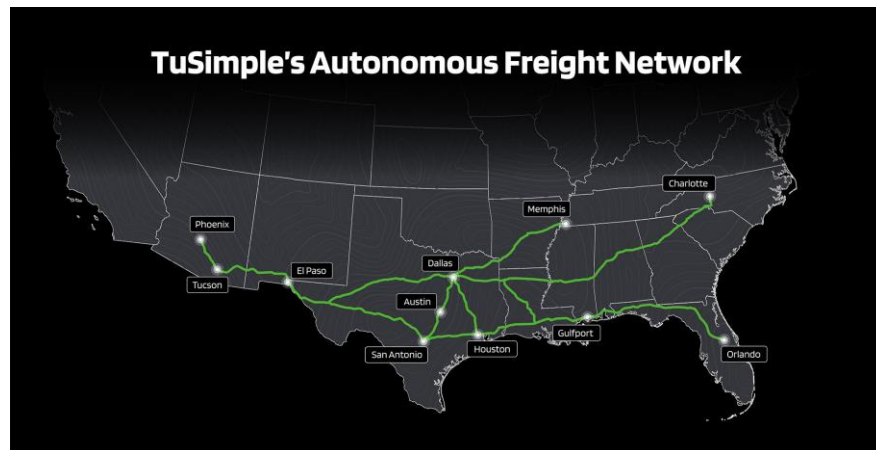 TuSimple's Autonomous Freight Network
Charlotte
Memphis
Phoenix
Dallas
El Paso
Tucson
Austin
Gulfport
San Antonio
Houston
Orlando